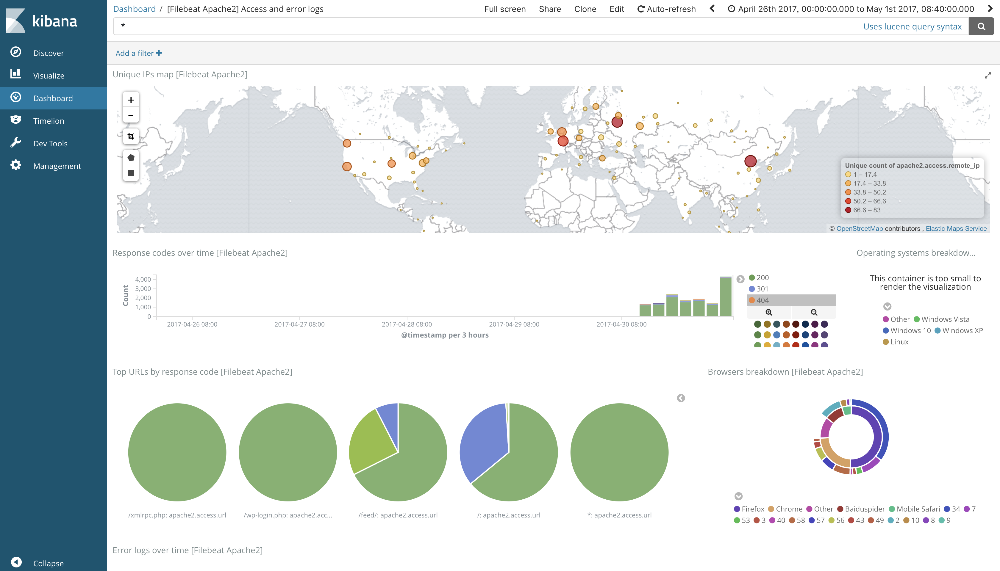 kibana
Discover
Visualize
Dashboard
Timelion
Dev Tools
Management
Collapse
Dashboard / [Filebeat Apache2] Access and error logs
Full screen Share Clone Edit Auto-refresh April 26th 2017, 00:00:00.000 to May 1st 2017, 08:40:00.000
*
Uses lucene query syntax
Add a filter +
Unique IPs map [Filebeat Apache2]
+
−
Unique count of apache2.access.remote_ip
1 – 17.4
17.4 – 33.8
33.8 – 50.2
50.2 – 66.6
66.6 – 83
© OpenStreetMap contributors , Elastic Maps Service
Response codes over time [Filebeat Apache2]
Count
4,000
3,000
2,000
1,000
0
2017-04-26 08:00 2017-04-27 08:00 2017-04-28 08:00 2017-04-29 08:00 2017-04-30 08:00
@timestamp per 3 hours
200
301
404
Operating systems breakdow...
This container is too small to
render the visualization
Other Windows Vista
Windows 10 Windows XP
Linux
Top URLs by response code [Filebeat Apache2]
/xmlrpc.php: apache2.access.url /wp-login.php: apache2.acc... /feed/: apache2.access.url /: apache2.access.url *: apache2.access.url
Browsers breakdown [Filebeat Apache2]
Firefox Chrome Other Baiduspider Mobile Safari 34 7
53 3 40 58 57 56 43 49 2 10 8 9
Error logs over time [Filebeat Apache2]